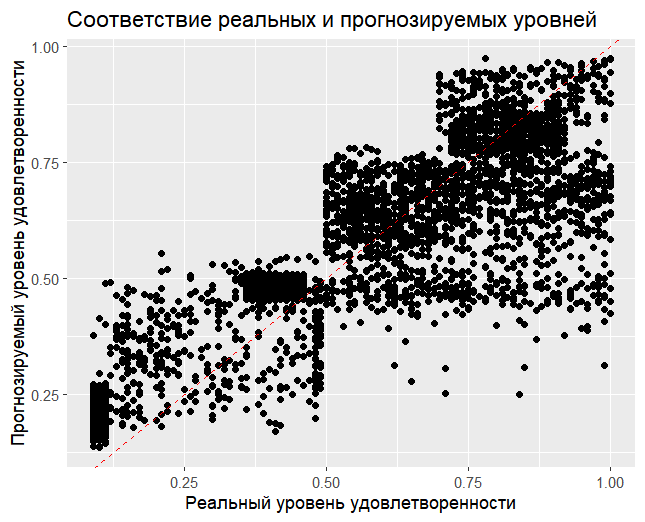 Соответствие реальных и прогнозируемых уровней
Прогнозируемый уровень удовлетворенности
1.00
0.75
0.50
0.25
0.25 0.50 0.75 1.00
Реальный уровень удовлетворенности